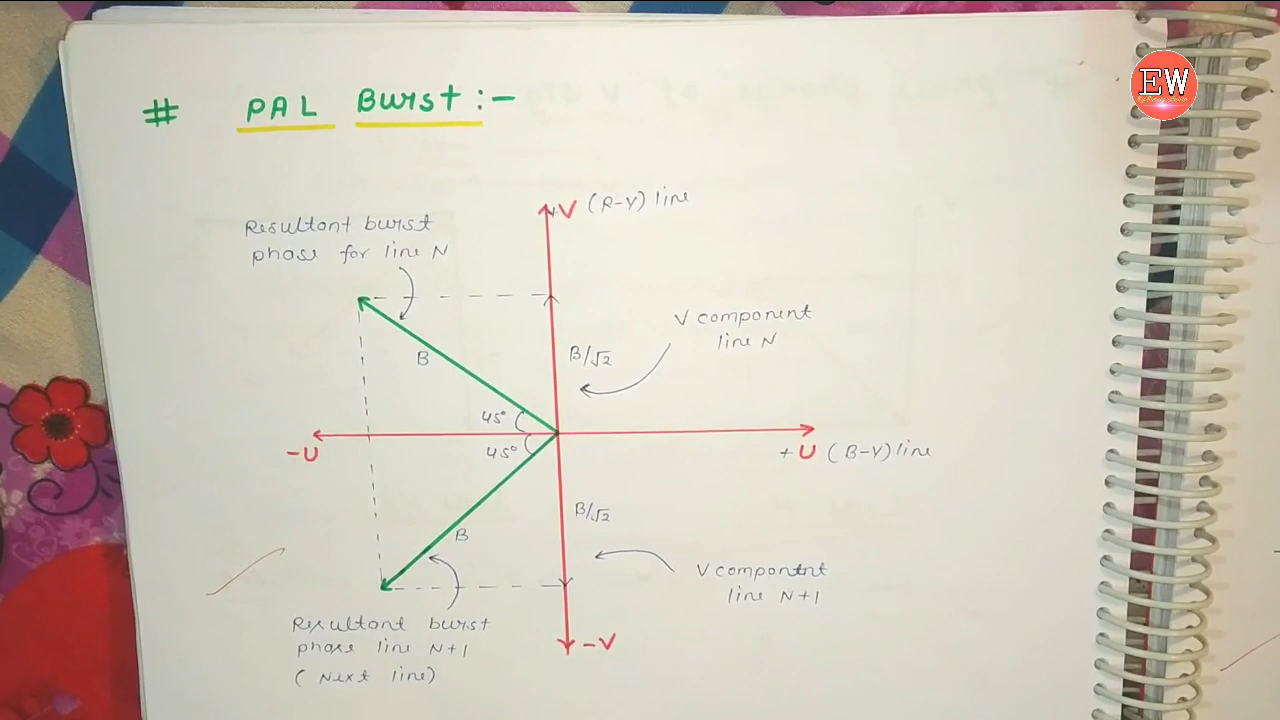 # PAL Burst :-
+V (R-Y) line
Resultant burst
phase for line N
V component
line N
B
B/√2
45°
-U
45°
+U (B-Y) line
B/√2
B
V component
line N+1
Resultant burst
phase line N+1
(Next line)
-V
EW